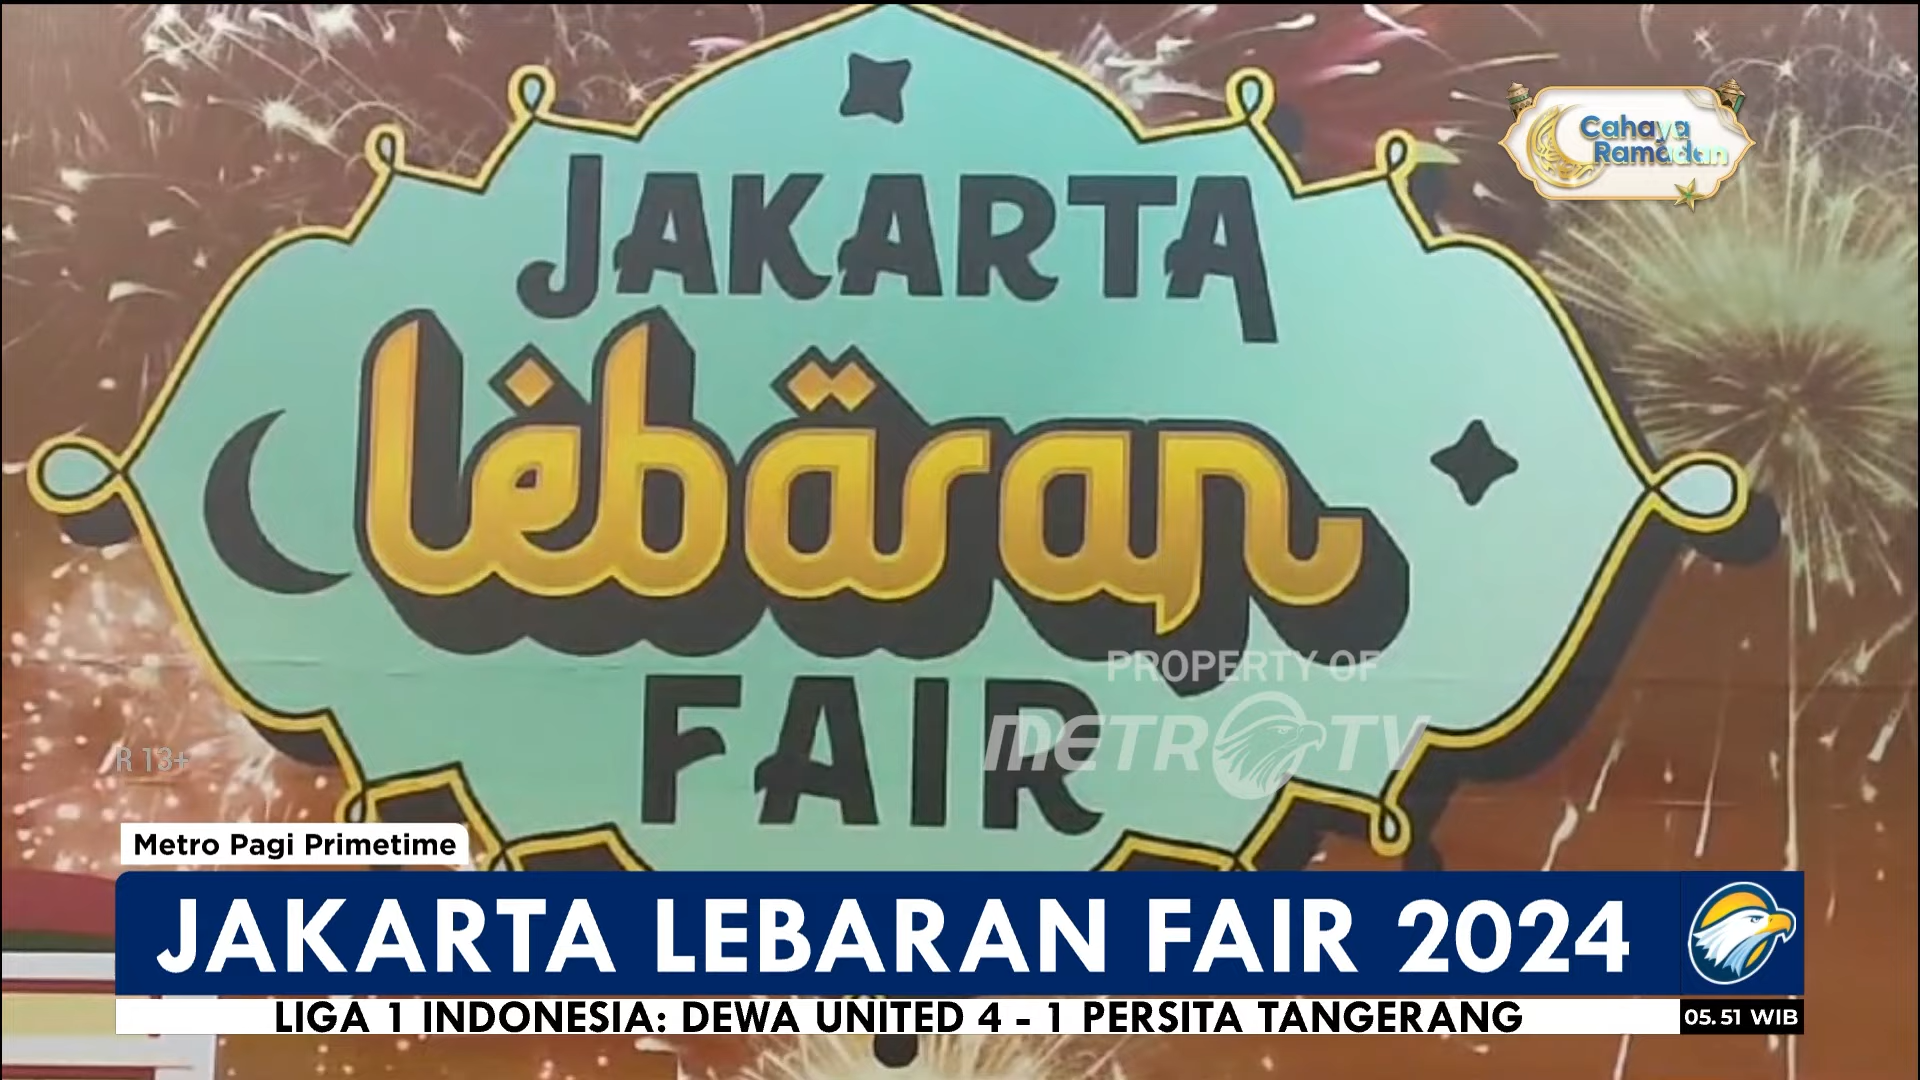 Cahaya
Ramadan
JAKARTA
Lebaran
FAIR
PROPERTY OF
METRO TV
R 13+
Metro Pagi Primetime
JAKARTA LEBARAN FAIR 2024
LIGA 1 INDONESIA: DEWA UNITED 4 - 1 PERSITA TANGERANG
05.51 WIB